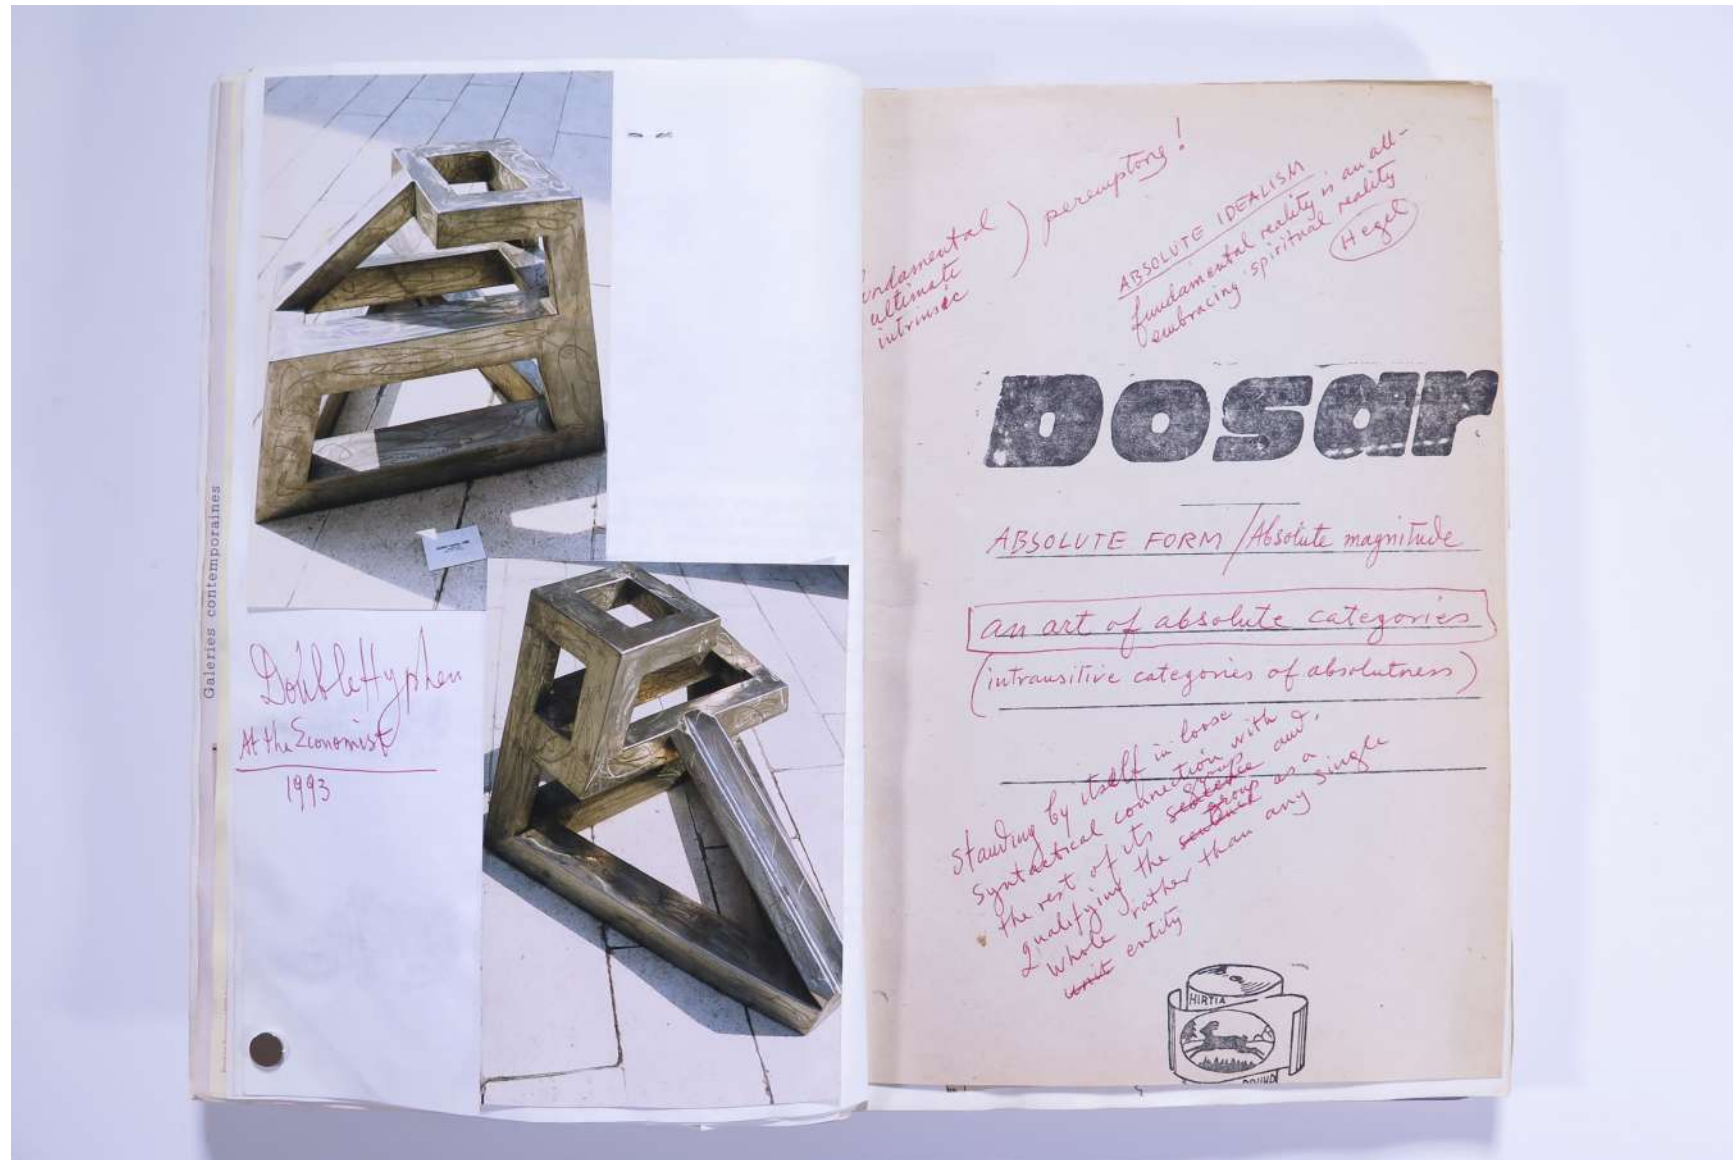 Galeries contemporaines
DoubleHyphen
At the Economist
1993
ultimate
intrinsic
) peremptory!
ABSOLUTE IDEALISM
fundamental reality is an all-
embracing spiritual reality
Hegel
Dosar
ABSOLUTE FORM / Absolute magnitude
an art of absolute categories
(intransitive categories of absolutness)
standing by itself in loose
syntactical connection with
the rest of its group and
qualifying the group as a
whole rather than any single
unit entity
HIRTIA